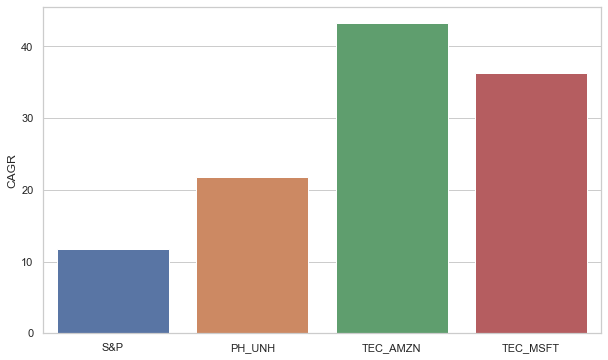 40
30
20
10
0
CAGR
S&P
PH_UNH
TEC_AMZN
TEC_MSFT